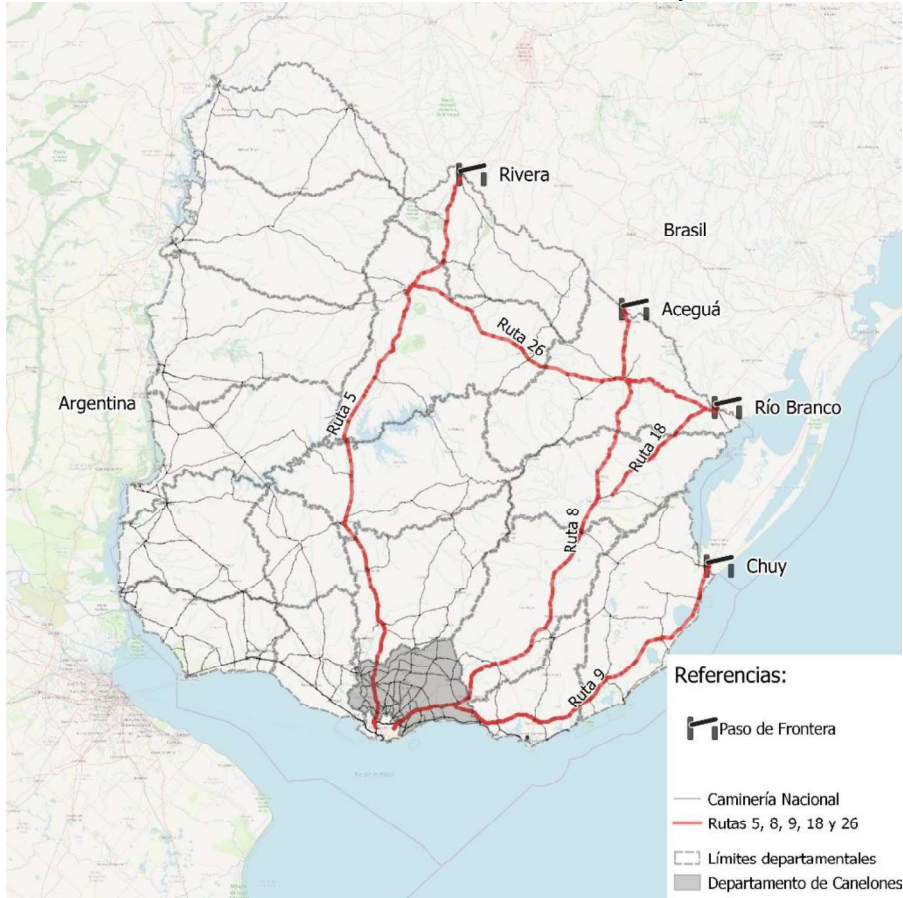 Rivera
Brasil
Aceguá
Ruta 26
Argentina
Ruta 5
Río Branco
Ruta 18
Ruta 8
Chuy
Ruta 9
Referencias:
Paso de Frontera
Caminería Nacional
Rutas 5, 8, 9, 18 y 26
Límites departamentales
Departamento de Canelones